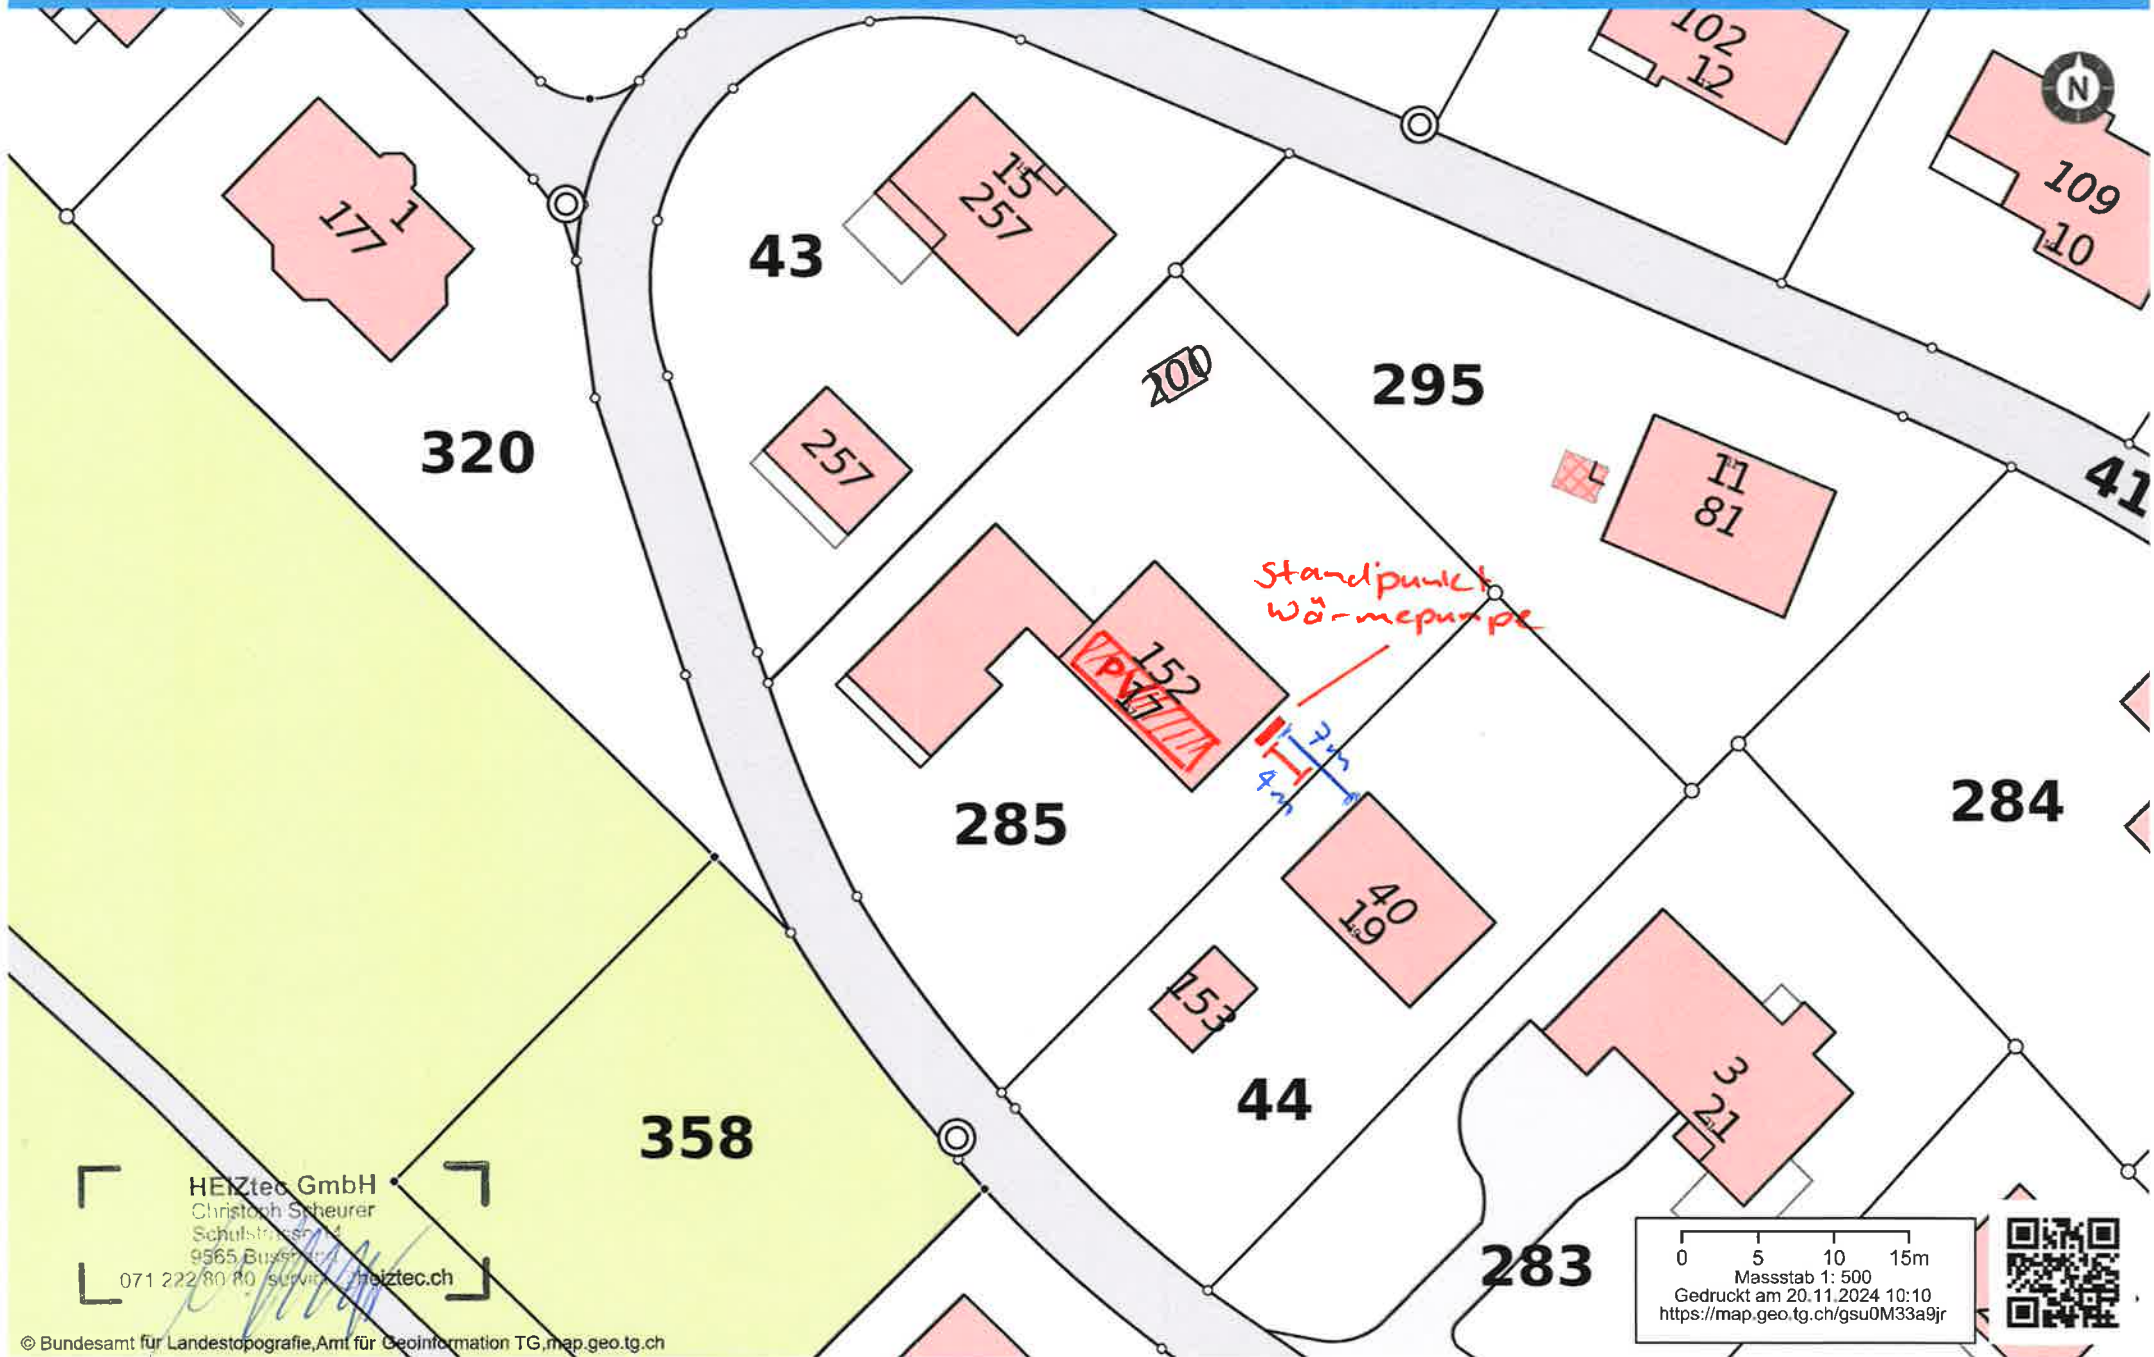 102
12
109
10
1
177
15
257
43
200
295
320
257
11
81
L
41
Standpunkt
Wärmepumpe
152
17
PV
7m
4m
285
284
40
19
153
44
3
21
358
283
HEIZtec GmbH
Christoph Scheurer
9565
071 222 80 80 heiztec.ch
0 5 10 15m
Massstab 1: 500
Gedruckt am 20.11.2024 10:10
https://map.geo.tg.ch/gsu0M33a9jr
N
© Bundesamt für Landestopografie,Amt für Geoinformation TG,map.geo.tg.ch